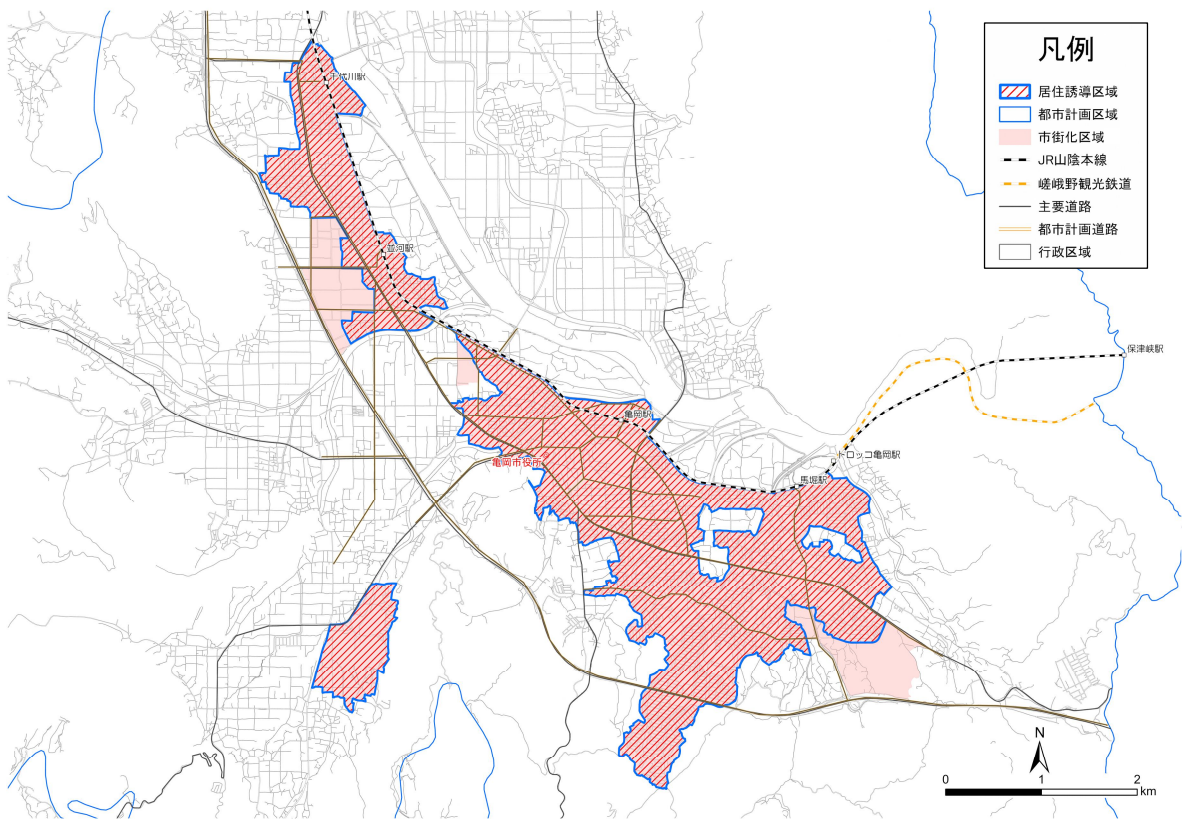 凡例
居住誘導区域
都市計画区域
市街化区域
JR山陰本線
嵯峨野観光鉄道
主要道路
都市計画道路
行政区域
千代川駅
並河駅
保津峡駅
亀岡駅
トロッコ亀岡駅
亀岡市役所
馬堀駅
N
0 1 2
km